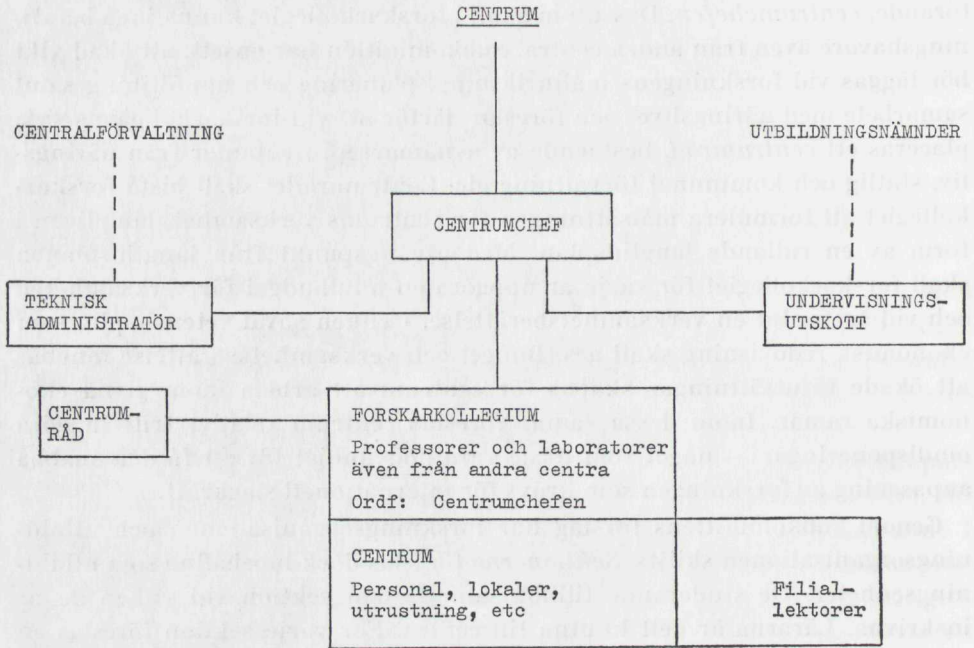 CENTRUM
CENTRALFÖRVALTNING
UTBILDNINGSNÄMNDER
CENTRUMCHEF
TEKNISK
ADMINISTRATÖR
UNDERVISNINGS-
UTSKOTT
CENTRUM-
RÅD
FORSKARKOLLEGIUM
Professorer och laboratorer
även från andra centra
Ordf: Centrumchefen
CENTRUM
Personal, lokaler,
utrustning, etc
Filial-
lektorer